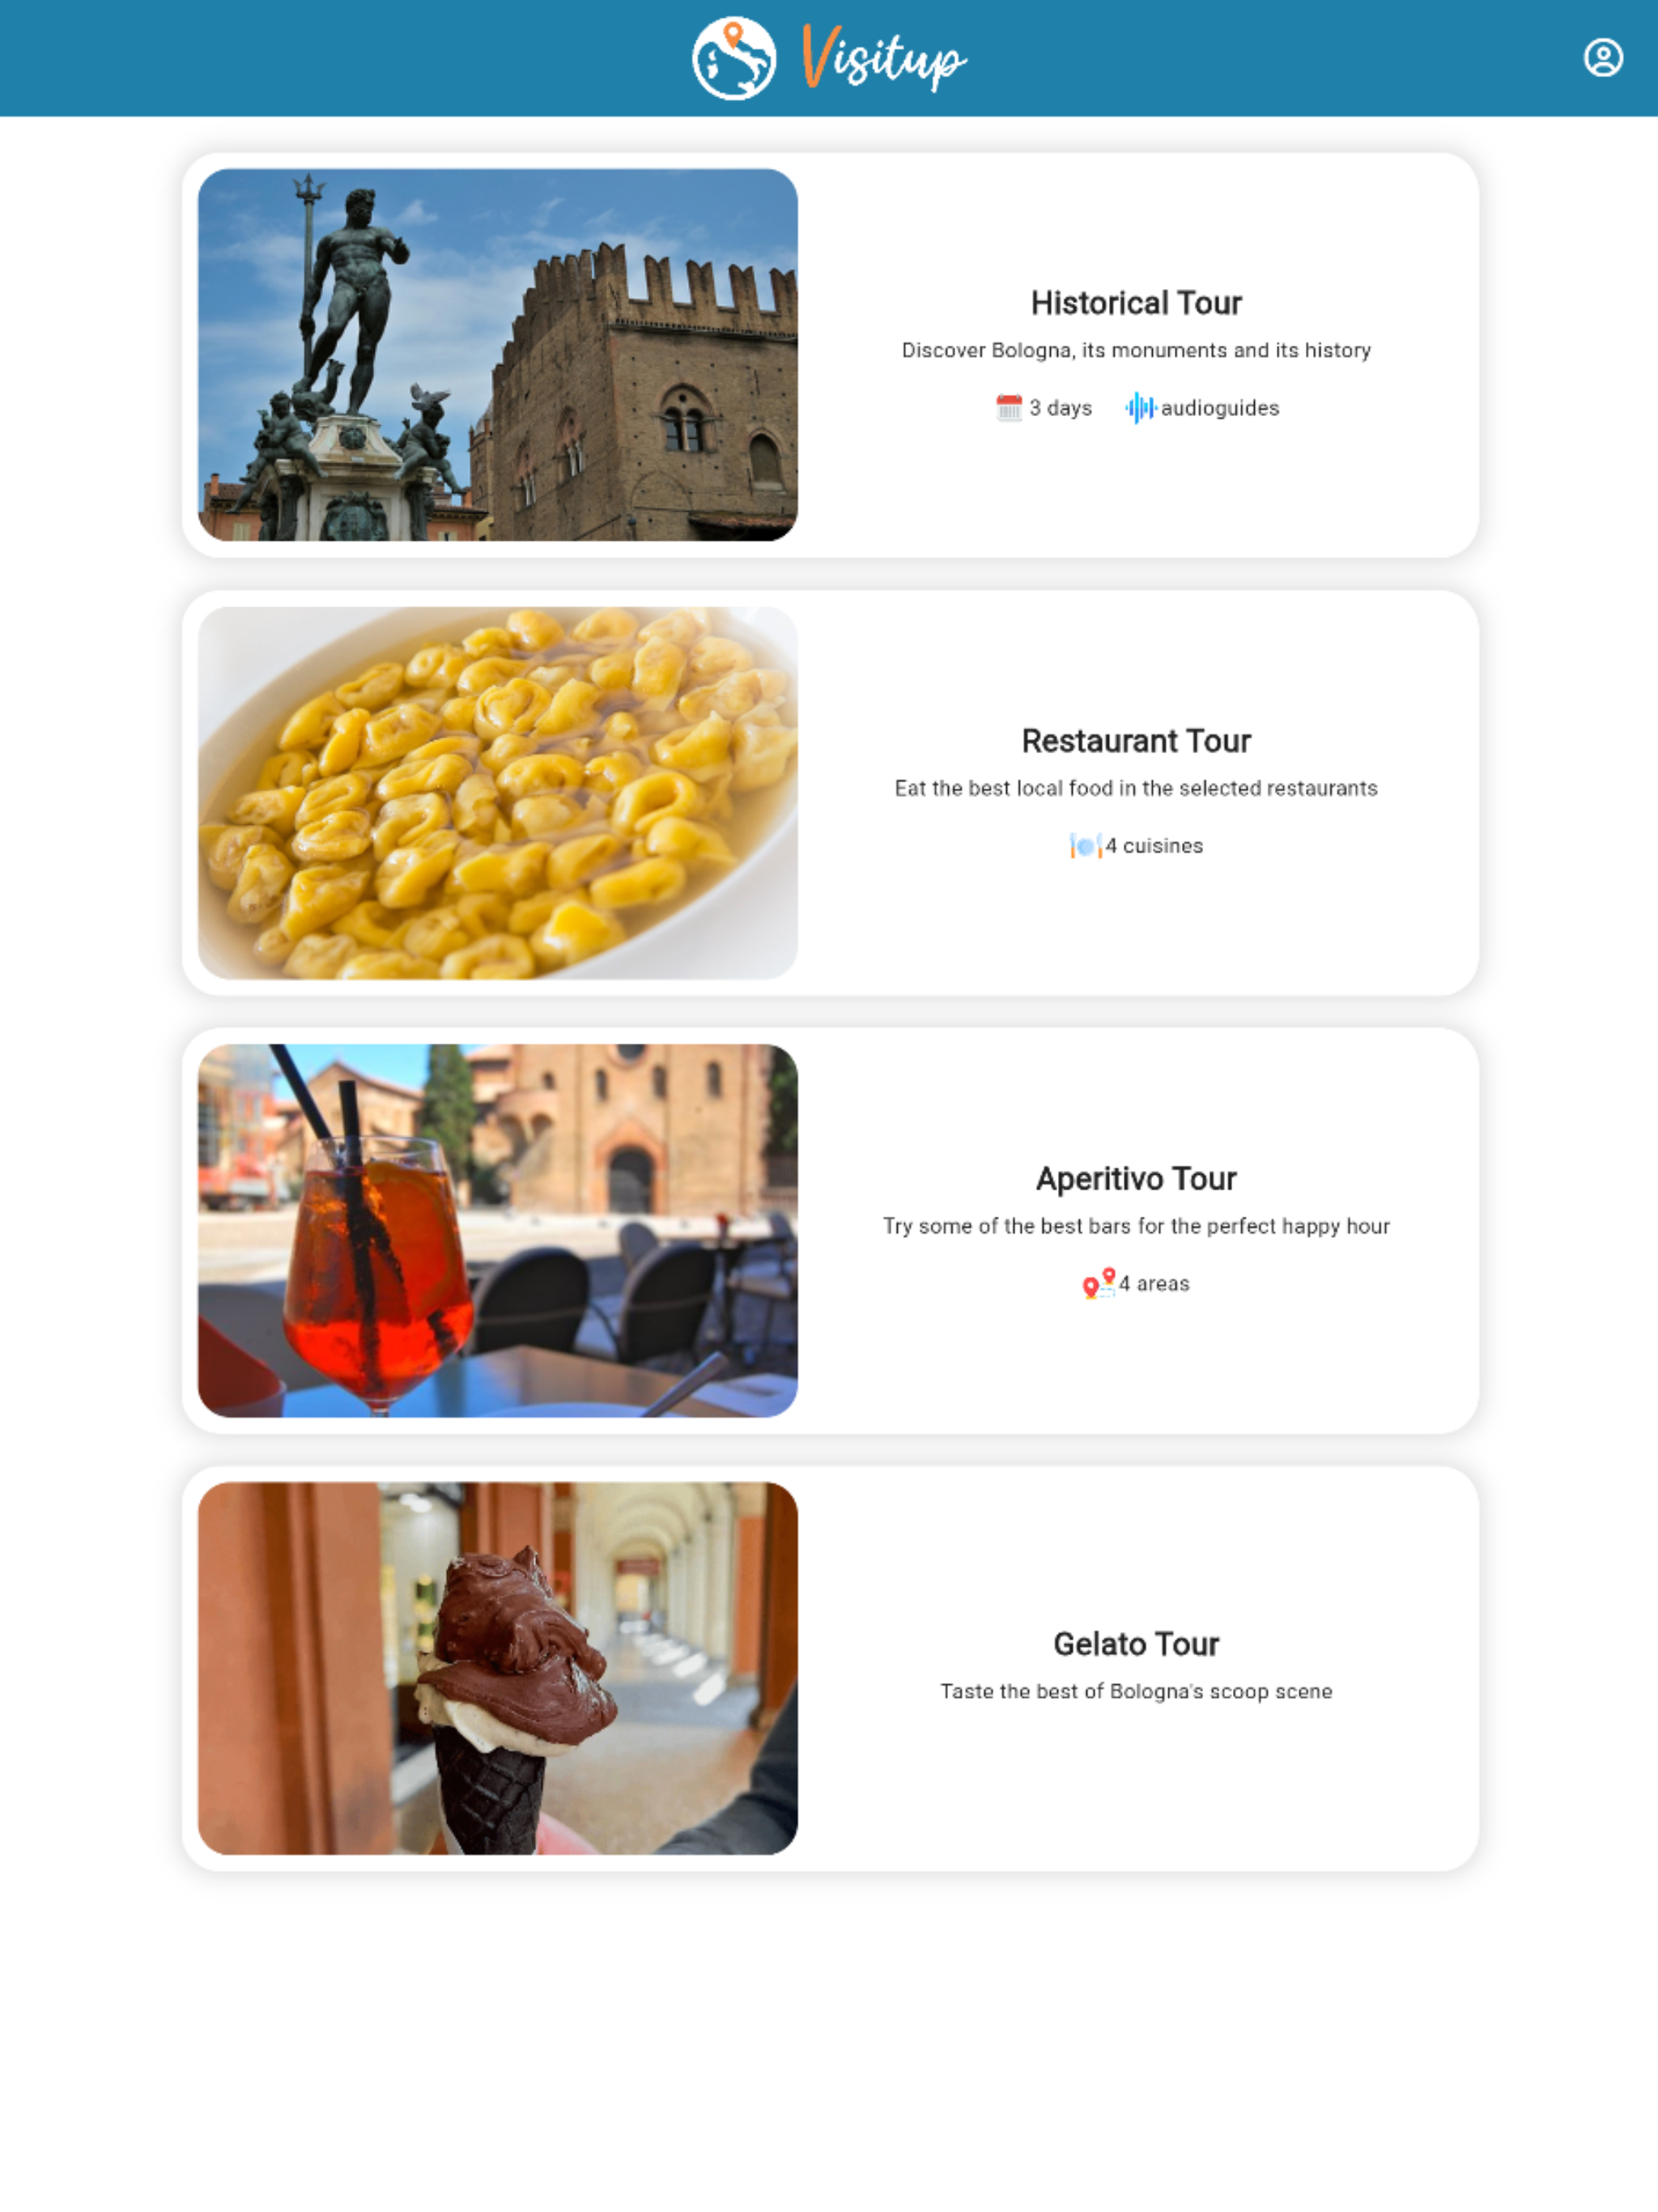 Visitup
Historical Tour
Discover Bologna, its monuments and its history
3 days audioguides
Restaurant Tour
Eat the best local food in the selected restaurants
4 cuisines
Aperitivo Tour
Try some of the best bars for the perfect happy hour
4 areas
Gelato Tour
Taste the best of Bologna's scoop scene